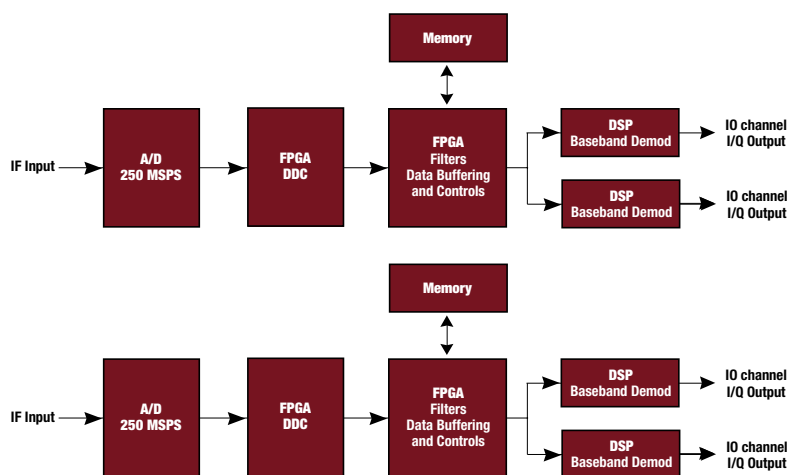 Memory
IF Input
A/D
250 MSPS
FPGA
DDC
FPGA
Filters
Data Buffering
and Controls
DSP
Baseband Demod
IO channel
I/Q Output
DSP
Baseband Demod
IO channel
I/Q Output
Memory
IF Input
A/D
250 MSPS
FPGA
DDC
FPGA
Filters
Data Buffering
and Controls
DSP
Baseband Demod
IO channel
I/Q Output
DSP
Baseband Demod
IO channel
I/Q Output